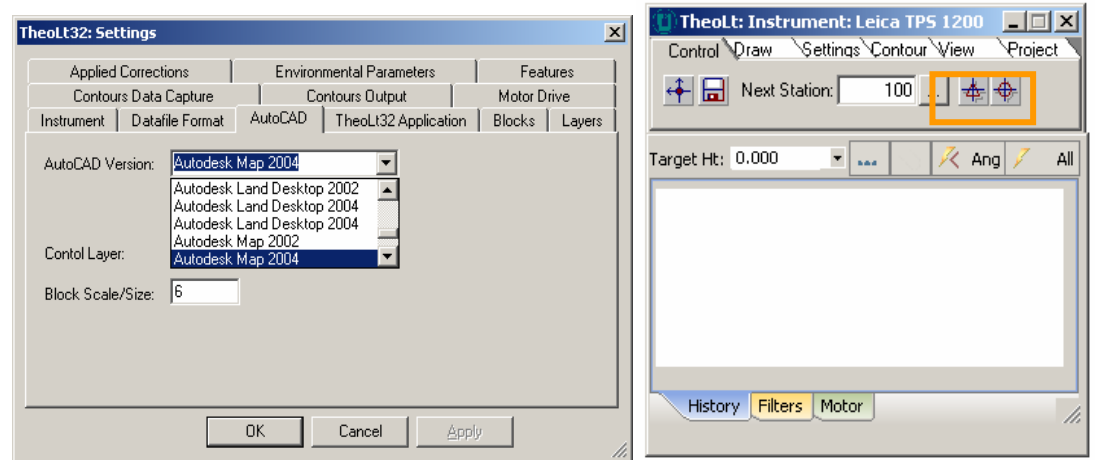 TheoLt32: Settings
Applied Corrections
Environmental Parameters
Features
Contours Data Capture
Contours Output
Motor Drive
Instrument
Datafile Format
AutoCAD
TheoLt32 Application
Blocks
Layers
AutoCAD Version:
Autodesk Map 2004
Autodesk Land Desktop 2002
Autodesk Land Desktop 2004
Autodesk Land Desktop 2004
Autodesk Map 2002
Autodesk Map 2004
Contol Layer:
Block Scale/Size:
6
OK
Cancel
Apply
TheoLt: Instrument: Leica TPS 1200
Control
Draw
Settings
Contour
View
Project
Next Station:
100
...
Target Ht:
0.000
...
Ang
All
History
Filters
Motor